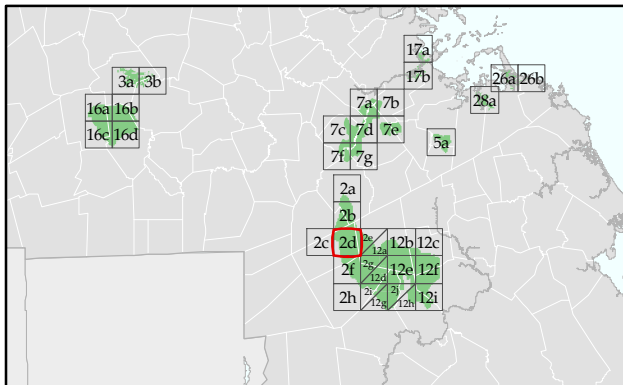 17a
3a 3b
17b
26a 26b
16a 16b
7a 7b
28a
16c 16d
7c 7d 7e
5a
7f 7g
2a
2b
2c 2d 2e 12a 12b 12c
2f 2g 12d 12e 12f
2h 2i 12g 2j 12h 12i